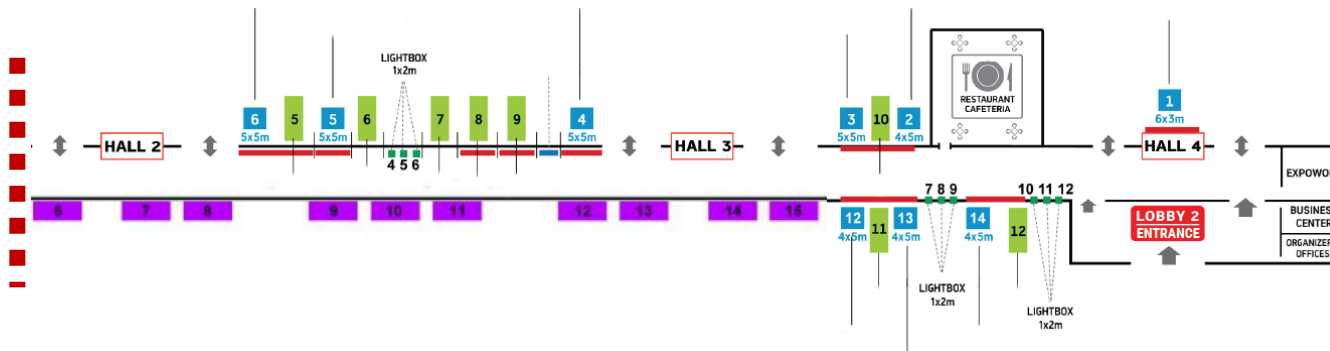 LIGHTBOX
1x2m
6
5x5m
5
5
5x5m
6
7
8
9
4
5x5m
3
5x5m
10
2
4x5m
RESTAURANT
CAFETERIA
1
6x3m
HALL 2
4 5 6
HALL 3
HALL 4
EXPOWO
6
7
8
9
10
11
12
13
14
15
7 8 9
10 11 12
12
4x5m
11
13
4x5m
14
4x5m
12
LOBBY 2
ENTRANCE
BUSINES
CENTER
ORGANIZER
OFFICES
LIGHTBOX
1x2m
LIGHTBOX
1x2m